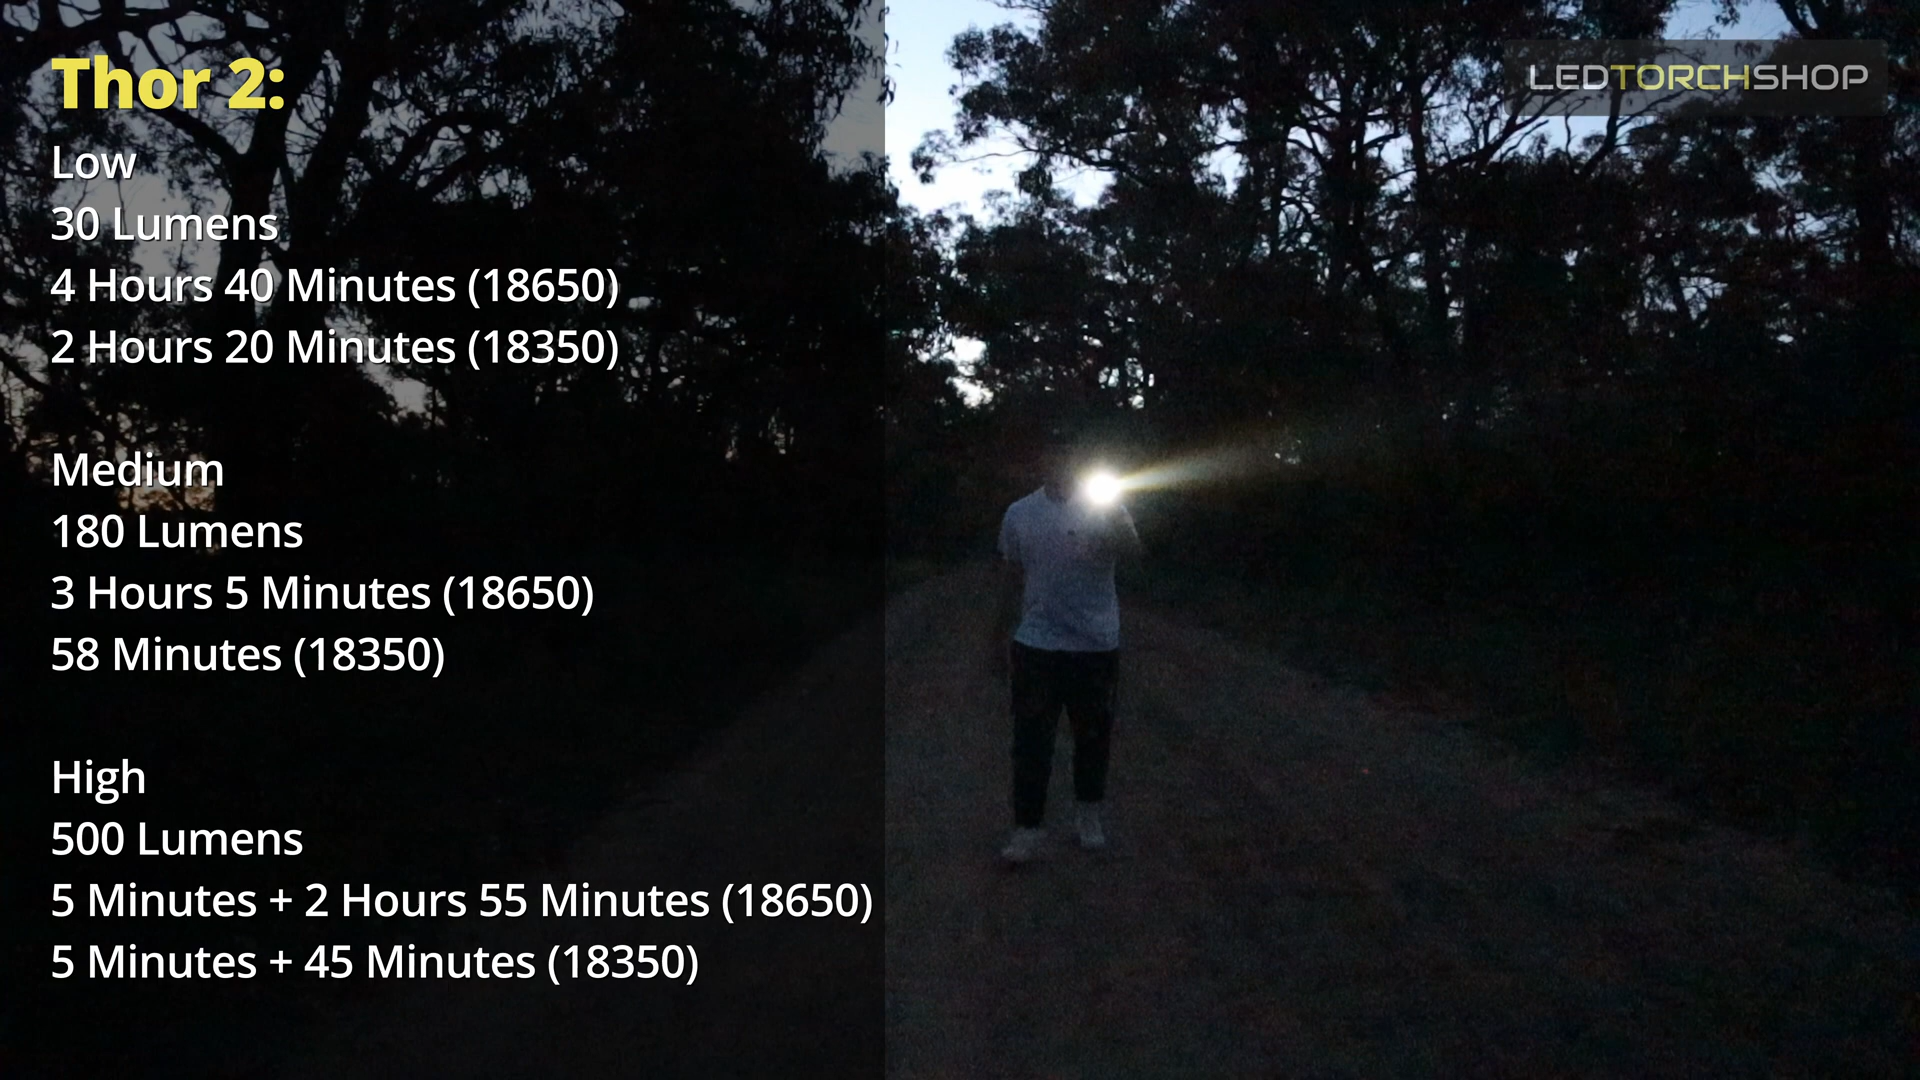 Thor 2:
LEDTORCHSHOP
Low
30 Lumens
4 Hours 40 Minutes (18650)
2 Hours 20 Minutes (18350)
Medium
180 Lumens
3 Hours 5 Minutes (18650)
58 Minutes (18350)
High
500 Lumens
5 Minutes + 2 Hours 55 Minutes (18650)
5 Minutes + 45 Minutes (18350)